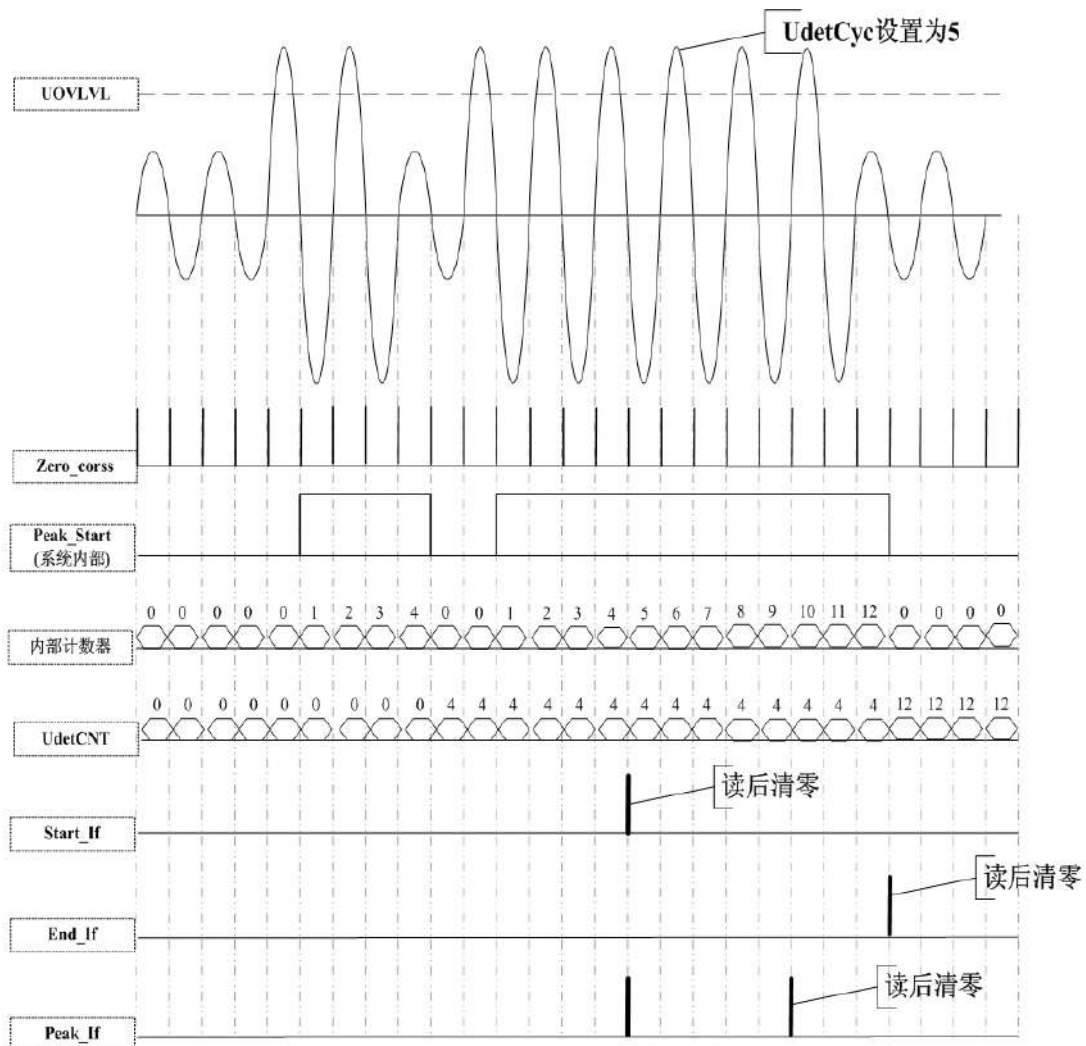 UdetCyc设置为5
UOVLVL
Zero_corss
Peak_Start
(系统内部)
0 0 0 0 0 1 2 3 4 0 0 1 2 3 4 5 6 7 8 9 10 11 12 0 0 0 0
内部计数器
0 0 0 0 0 0 0 0 0 4 4 4 4 4 4 4 4 4 4 4 4 4 4 12 12 12 12
UdetCNT
读后清零
Start_If
读后清零
End_If
读后清零
Peak_If